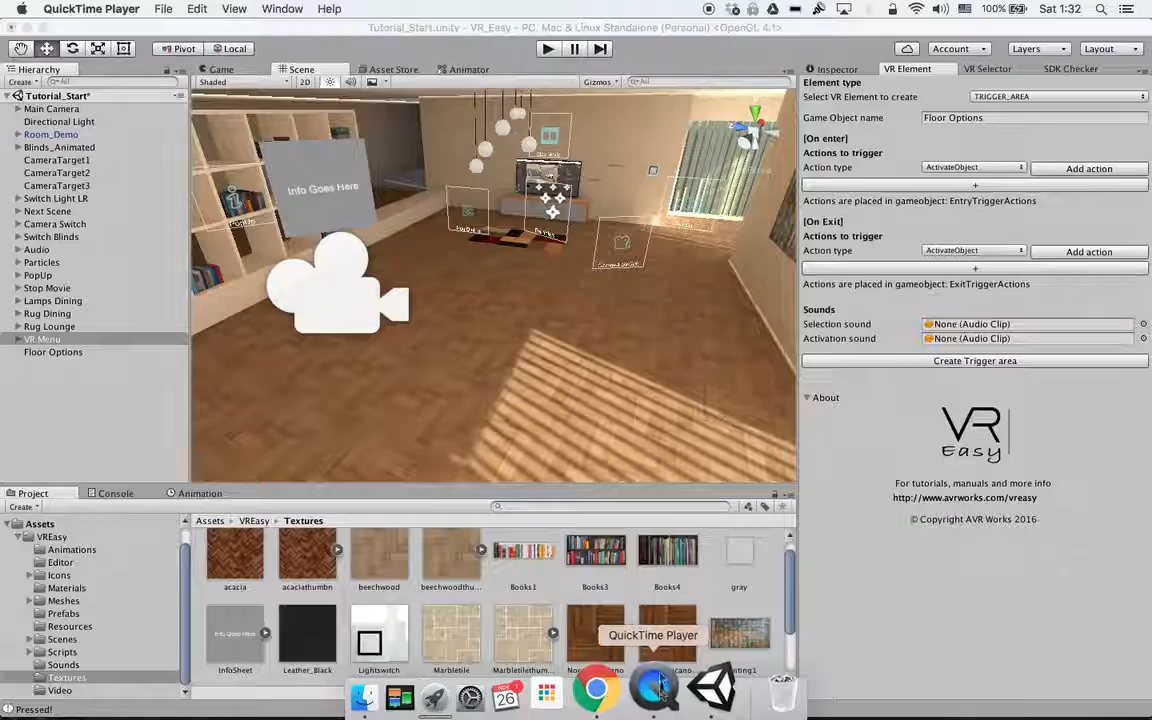 QuickTime Player File Edit View Window Help 100% Sat 1:32
Tutorial_Start.unity - VR_Easy - PC, Mac & Linux Standalone (Personal) <OpenGL 4.1>
Pivot Local Account Layers Layout
Hierarchy Game Scene Asset Store Animator Inspector VR Element VR Selector SDK Checker
Create All Shaded 2D Gizmos All
Tutorial_Start*
Main Camera
Directional Light
Room_Demo
Blinds_Animated
CameraTarget1
CameraTarget2
CameraTarget3
Switch Light LR
Next Scene
Camera Switch
Switch Blinds
Audio
Particles
PopUp
Stop Movie
Lamps Dining
Rug Dining
Rug Lounge
VR Menu
Floor Options
Info Goes Here
Element type
Select VR Element to create TRIGGER_AREA
Game Object name Floor Options
[On enter]
Actions to trigger
Action type ActivateObject Add action
+
Actions are placed in gameobject: EntryTriggerActions
[On Exit]
Actions to trigger
Action type ActivateObject Add action
+
Actions are placed in gameobject: ExitTriggerActions
Sounds
Selection sound None (Audio Clip)
Activation sound None (Audio Clip)
Create Trigger area
About
VR
Easy
For tutorials, manuals and more info
http://www.avrworks.com/vreasy
© Copyright AVR Works 2016
Project Console Animation
Create
Assets
VREasy
Animations
Editor
Icons
Materials
Meshes
Prefabs
Resources
Scenes
Scripts
Sounds
Textures
Video
Assets VREasy Textures
acacia acaciathumbn beechwood beechwoodthu... Books1 Books3 Books4 gray
Info Goes Here
InfoSheet Leather_Black Lightswitch Marbletile Marbletilethum...
QuickTime Player
NOV
26
Pressed!